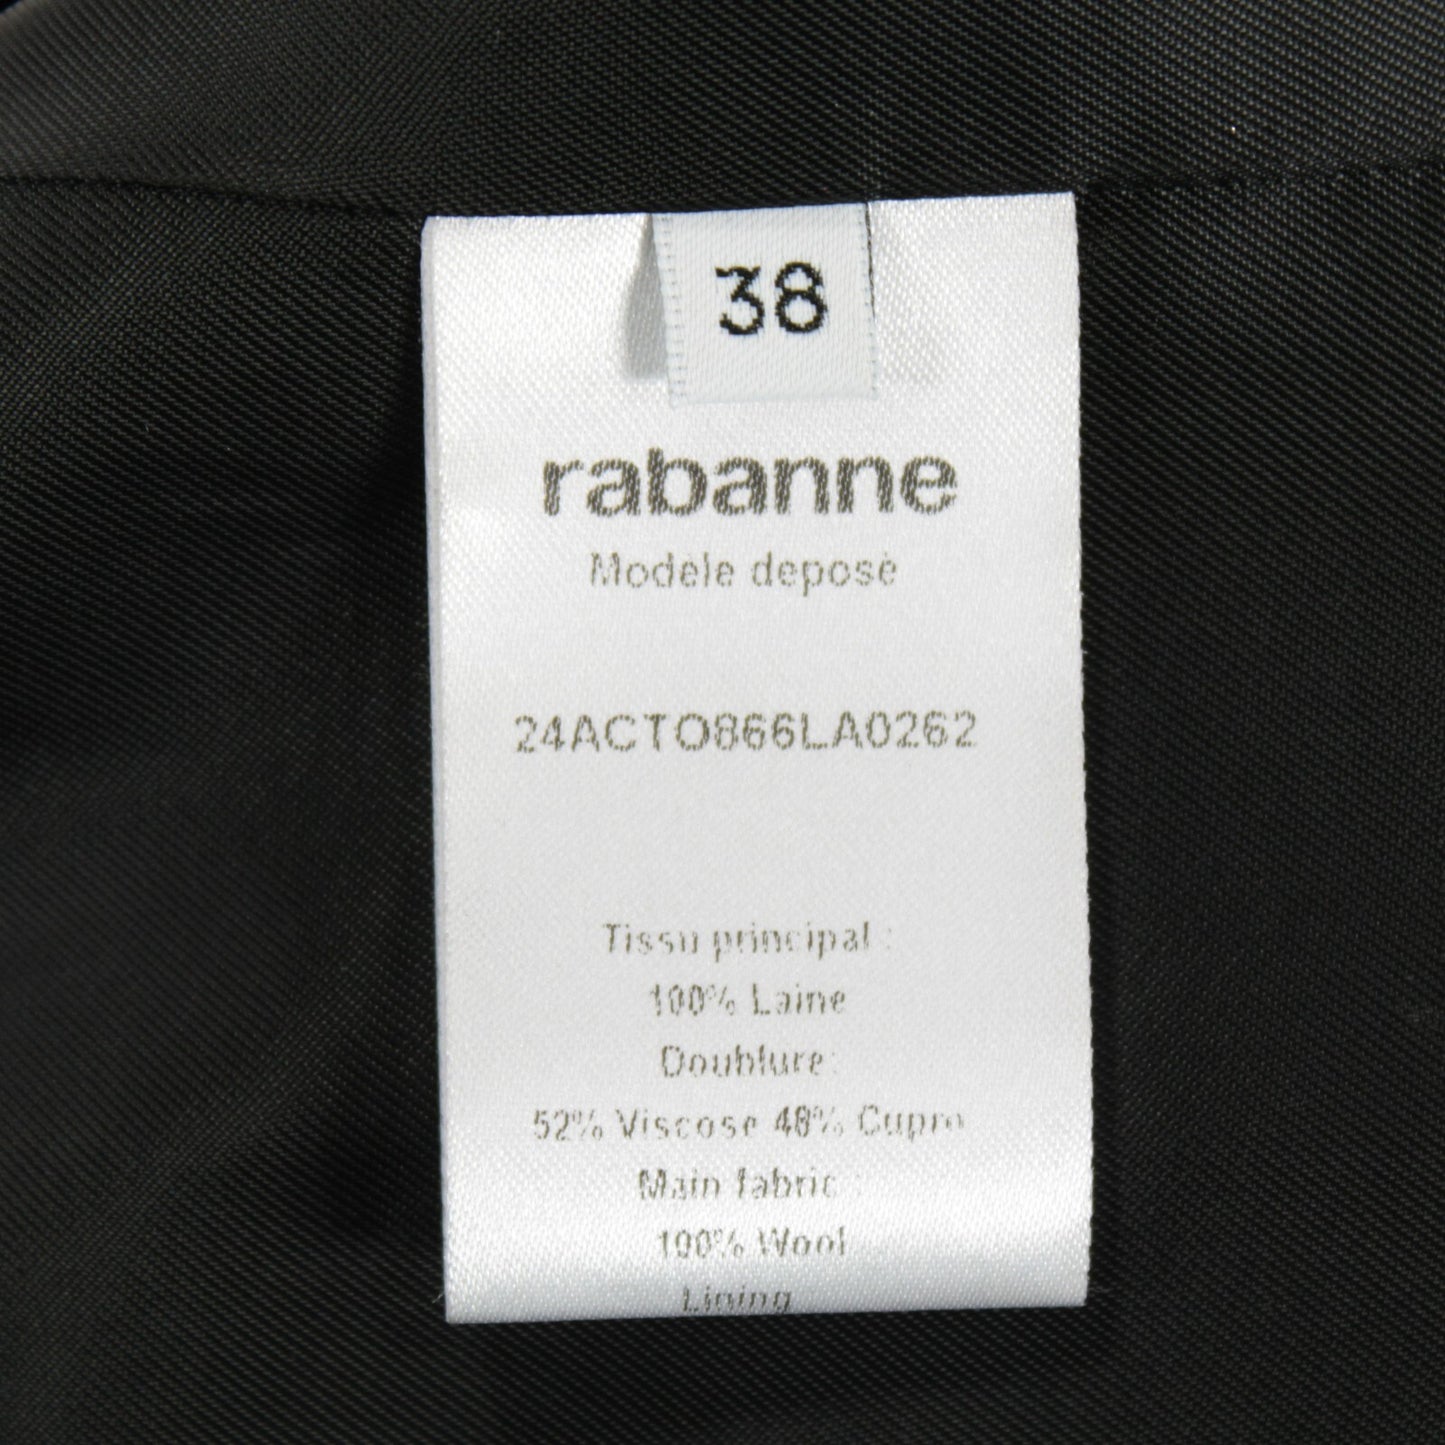 38
rabanne
Modèle deposé
24ACTO866LA0262
Tissu principal :
100% Laine
Doublure:
52% Viscose 48% Cupro
Main fabric :
100% Wool
Lining